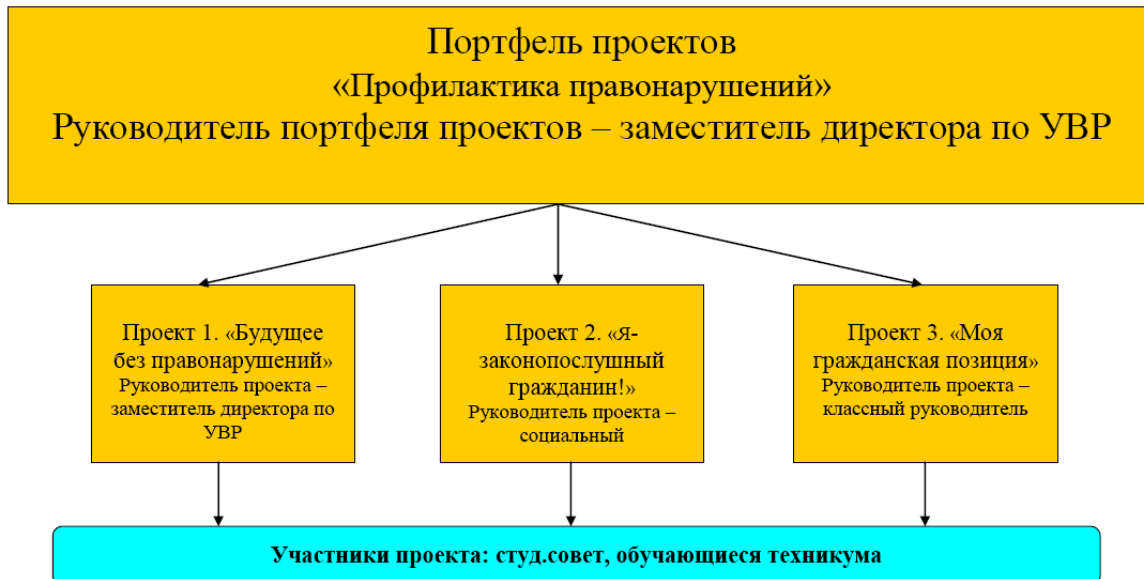 Портфель проектов
«Профилактика правонарушений»
Руководитель портфеля проектов – заместитель директора по УВР
Проект 1. «Будущее
без правонарушений»
Руководитель проекта –
заместитель директора по
УВР
Проект 2. «Я-
законопослушный
гражданин!»
Руководитель проекта –
социальный
Проект 3. «Моя
гражданская позиция»
Руководитель проекта –
классный руководитель
Участники проекта: студ.совет, обучающиеся техникума